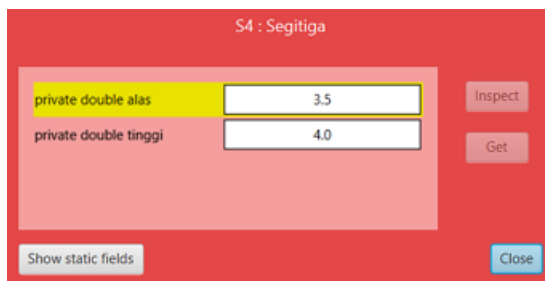 S4 : Segitiga
private double alas 3.5 Inspect
private double tinggi 4.0 Get
Show static fields Close